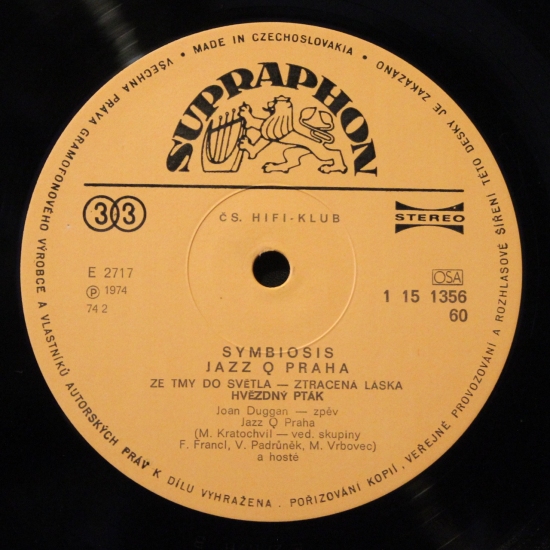 VŠECHNA PRÁVA GRAMOFONOVÉHO VÝROBCE A VLASTNÍKŮ AUTORSKÝCH PRÁV K DÍLU VYHRAŽENA . POŘIZOVÁNÍ KOPIÍ , VEŘEJNÉ PROVOZOVÁNÍ A ROZHLASOVÉ ŠÍŘENÍ TÉTO DESKY JE ZAKÁZÁNO • MADE IN CZECHOSLOVAKIA •
SUPRAPHON
33
ČS. HIFI-KLUB
STEREO
E 2717
OSA
Ⓟ 1974
1 15 1356
74 2
60
SYMBIOSIS
JAZZ Q PRAHA
ZE TMY DO SVĚTLA — ZTRACENÁ LÁSKA
HVĚZDNÝ PTÁK
Joan Duggan — zpěv
Jazz Q Praha
(M. Kratochvíl — ved. skupiny
F. Francl, V. Padrůněk, M. Vrbovec)
a hosté